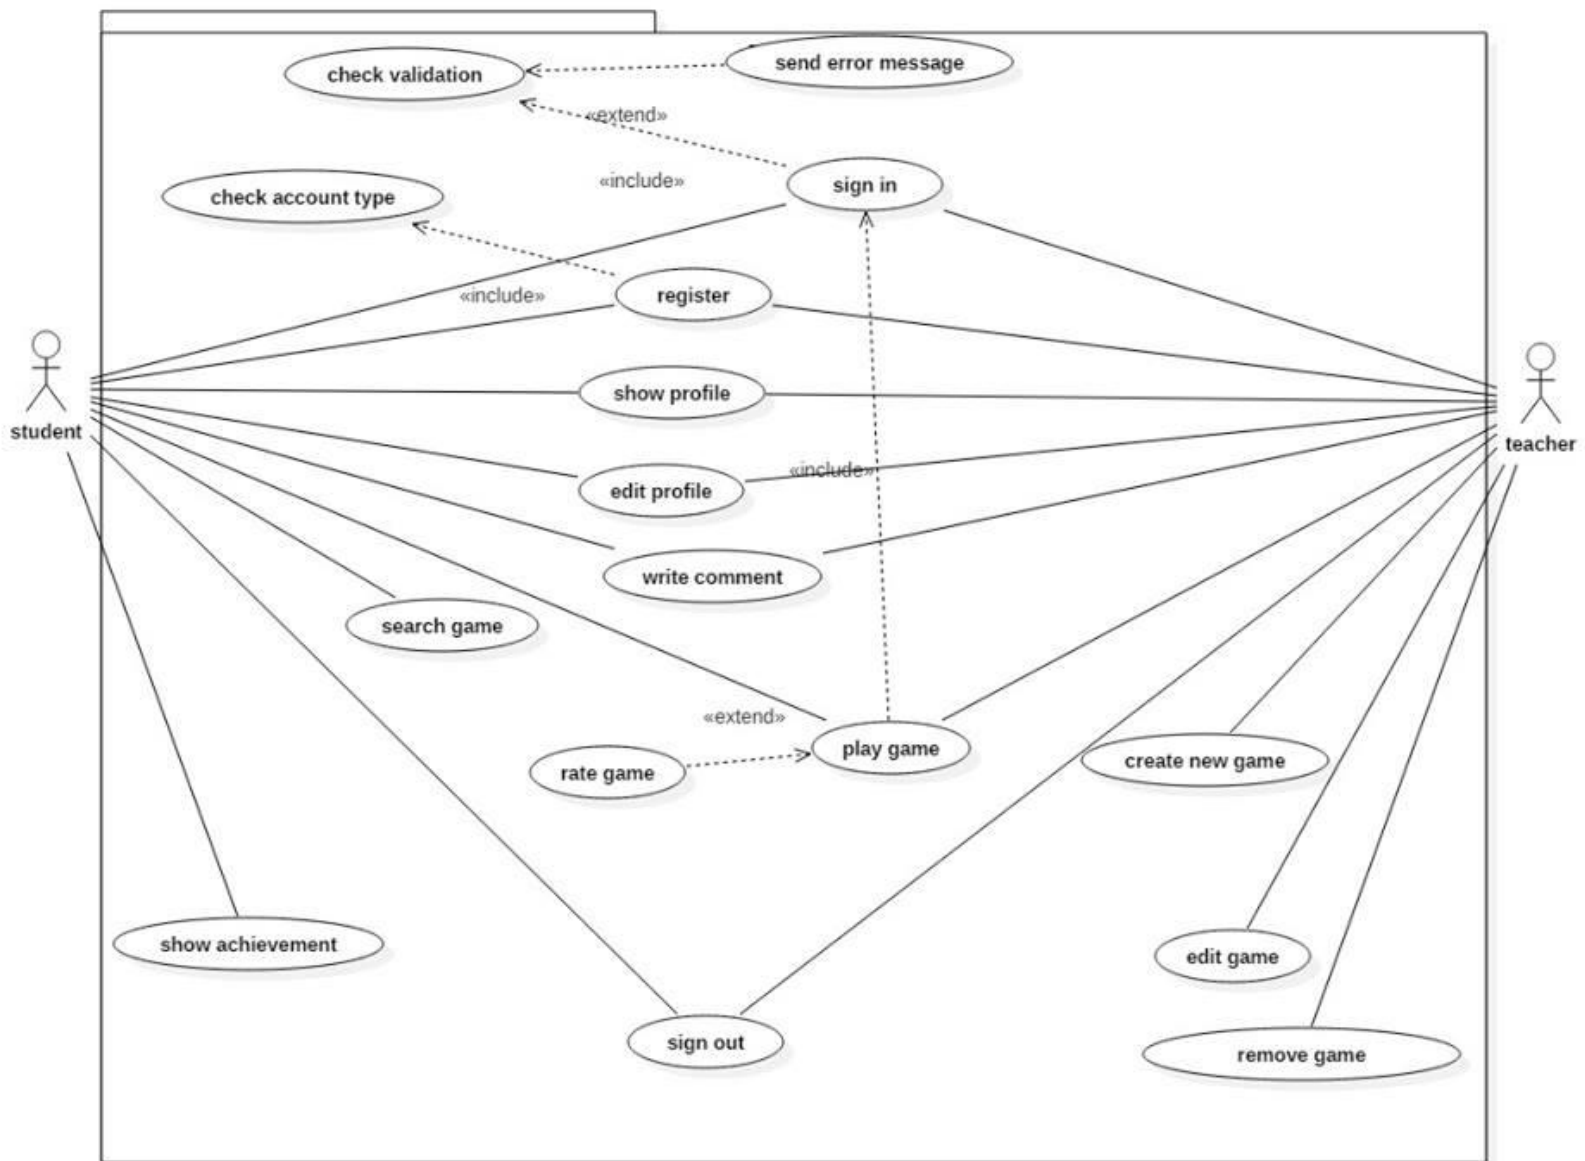 send error message
check validation
«extend»
«include»
sign in
check account type
«include»
register
show profile
student
teacher
«include»
edit profile
write comment
search game
«extend»
play game
rate game
create new game
show achievement
edit game
sign out
remove game